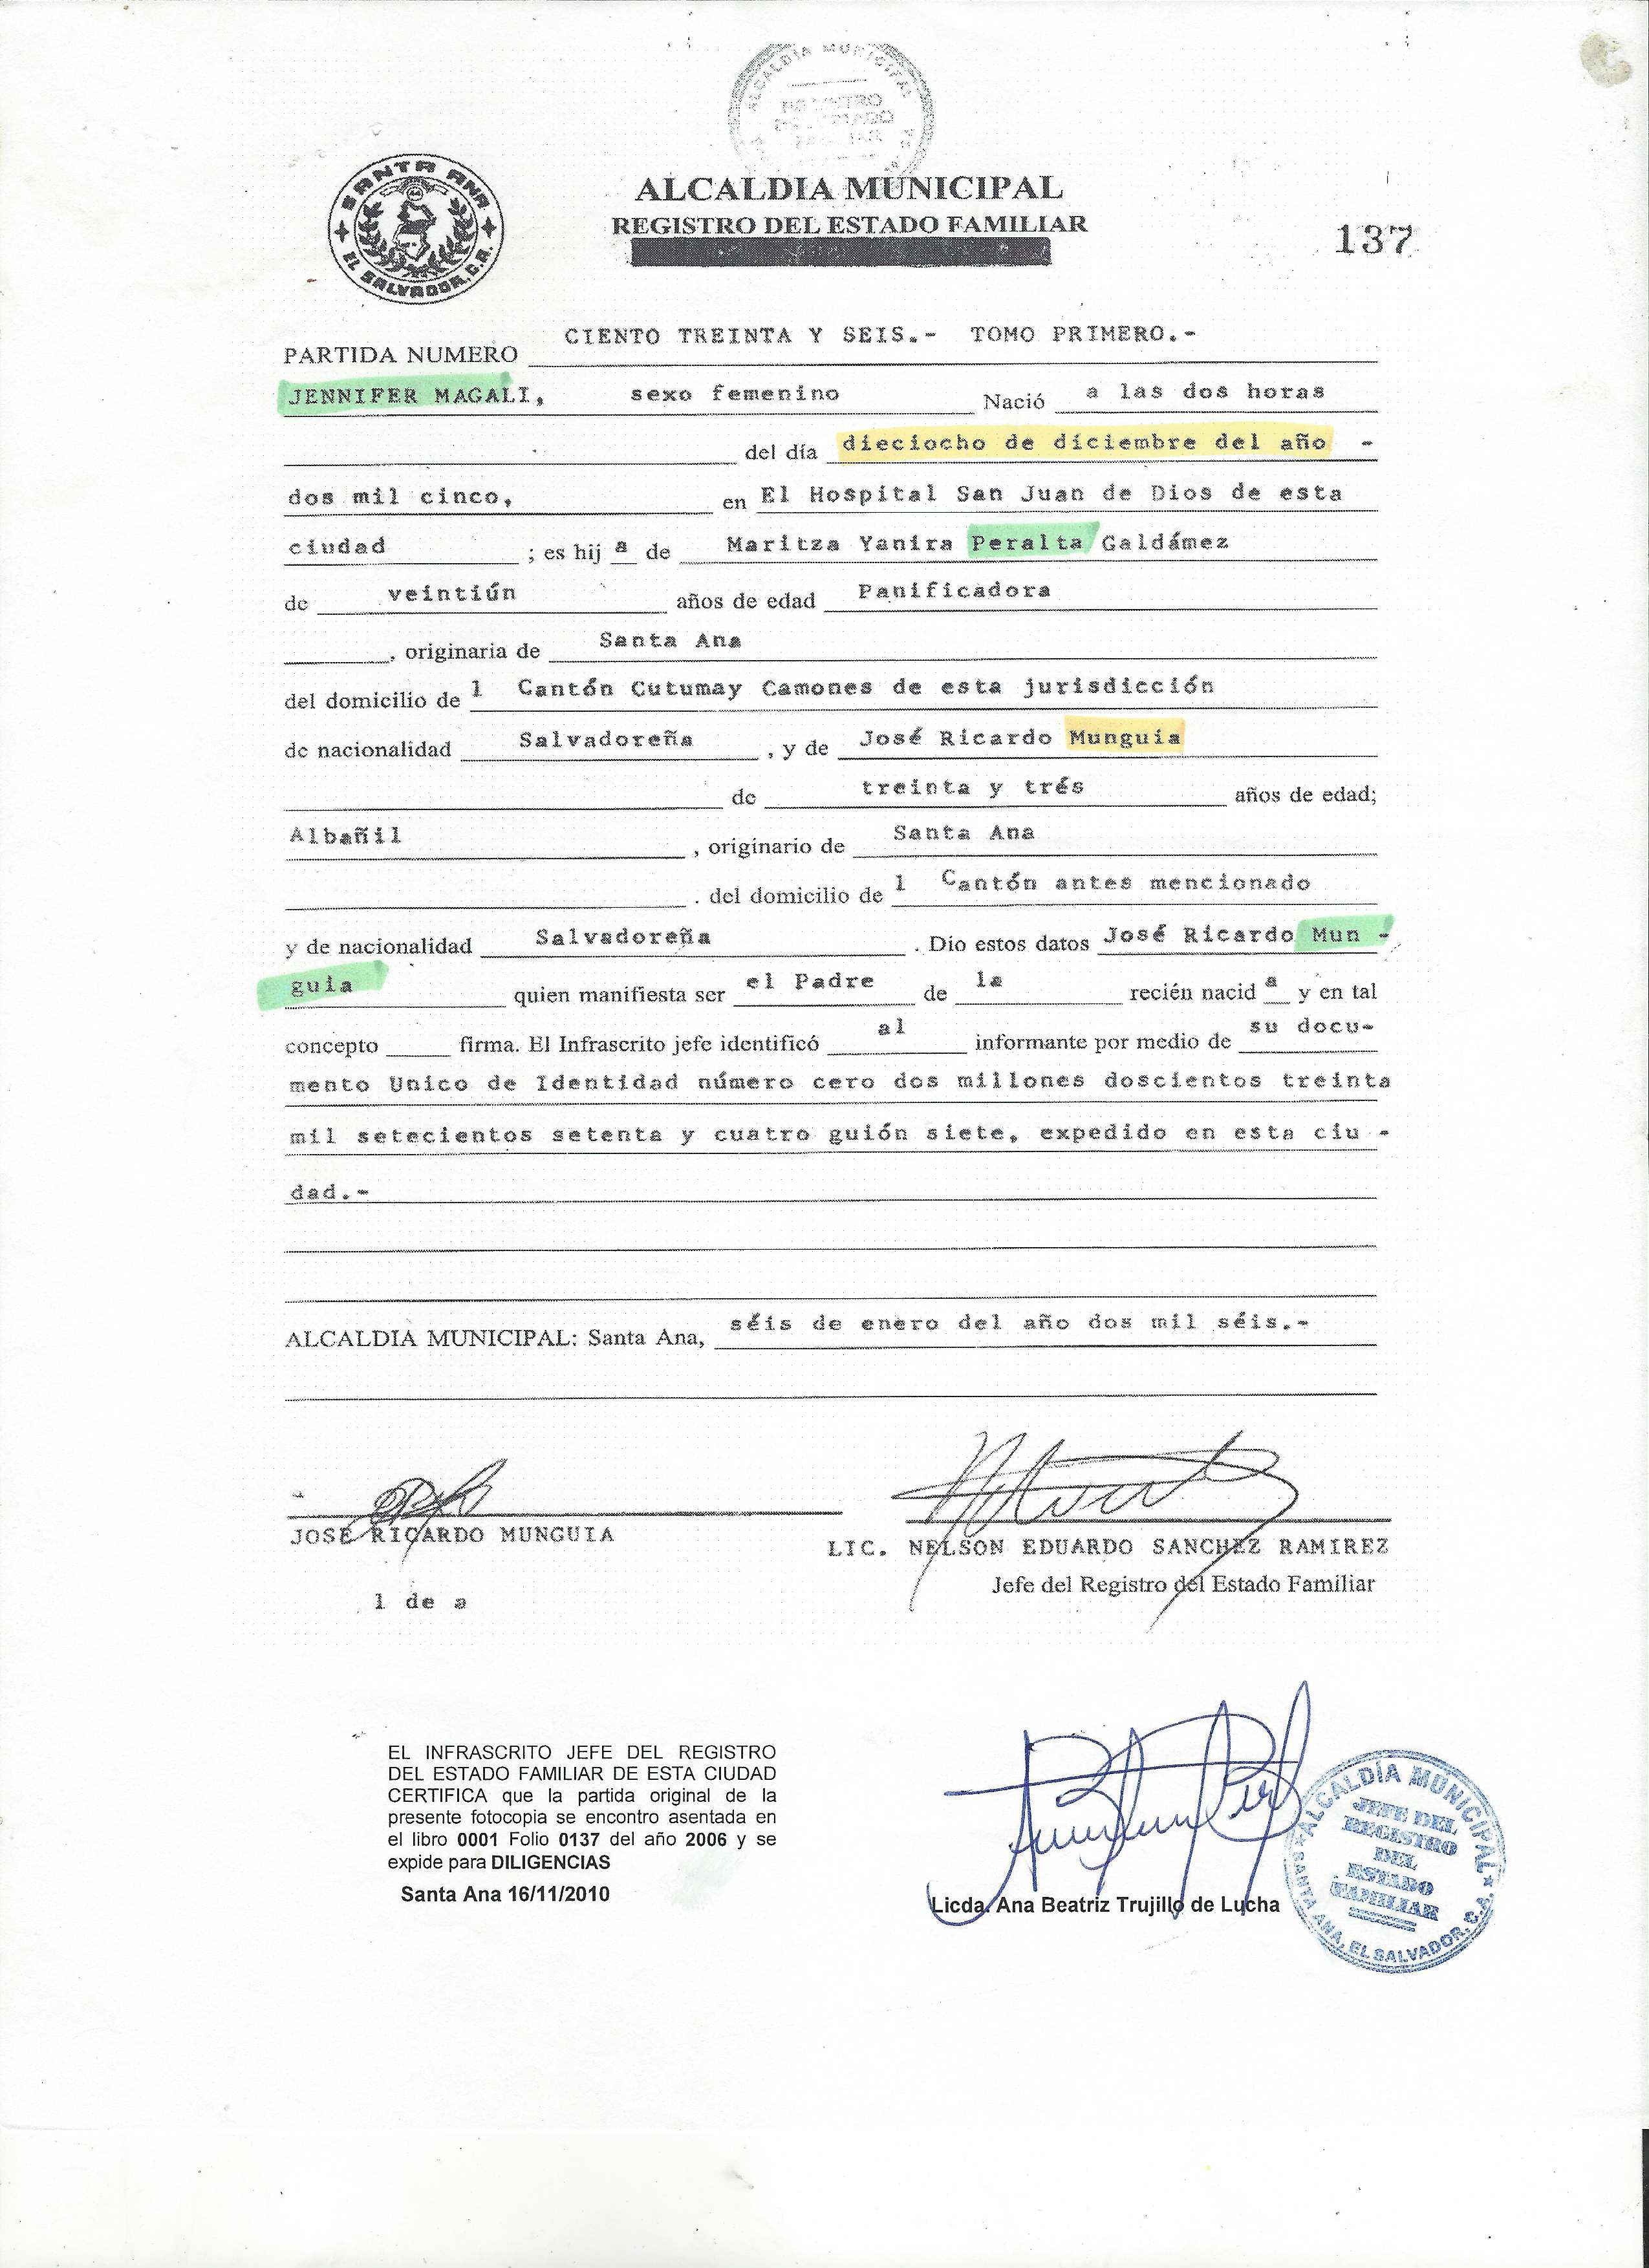 ALCALDIA MUNICIPAL
SANTA ANA
EL SALVADOR, C.A.
ALCALDIA MUNICIPAL
REGISTRO DEL ESTADO FAMILIAR
137
PARTIDA NUMERO CIENTO TREINTA Y SEIS.- TOMO PRIMERO.-
JENNIFER MAGALI, sexo femenino Nació a las dos horas
del día dieciocho de diciembre del año -
dos mil cinco, en El Hospital San Juan de Dios de esta
ciudad ; es hij a de Maritza Yanira Peralta Galdámez
de veintiún años de edad Panificadora
, originaria de Santa Ana
del domicilio de l Cantón Cutumay Camones de esta jurisdicción
de nacionalidad Salvadoreña , y de José Ricardo Munguia
de treinta y trés años de edad;
Albañil , originario de Santa Ana
. del domicilio de l Cantón antes mencionado
y de nacionalidad Salvadoreña . Dio estos datos José Ricardo Mun -
guia quien manifiesta ser el Padre de la recién nacid a y en tal
concepto firma. El Infrascrito jefe identificó al informante por medio de su docu-
mento Unico de Identidad número cero dos millones doscientos treinta
mil setecientos setenta y cuatro guión siete, expedido en esta ciu -
dad.-
ALCALDIA MUNICIPAL: Santa Ana, séis de enero del año dos mil séis.-
JOSE RICARDO MUNGUIA
LIC. NELSON EDUARDO SANCHEZ RAMIREZ
Jefe del Registro del Estado Familiar
l de a
EL INFRASCRITO JEFE DEL REGISTRO
DEL ESTADO FAMILIAR DE ESTA CIUDAD
CERTIFICA que la partida original de la
presente fotocopia se encontro asentada en
el libro 0001 Folio 0137 del año 2006 y se
expide para DILIGENCIAS
Santa Ana 16/11/2010
Licda. Ana Beatriz Trujillo de Lucha
ALCALDÍA MUNICIPAL
JEFE DEL
REGISTRO
DEL
ESTADO
FAMILIAR
SANTA ANA, EL SALVADOR, C.A.